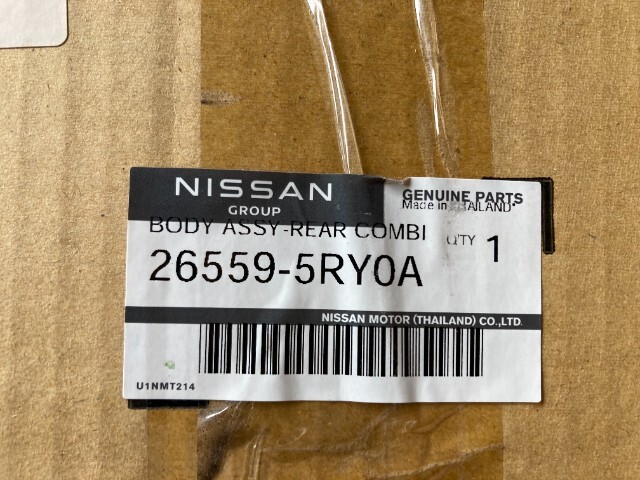 NISSAN
GROUP
GENUINE PARTS
Made in THAILAND
BODY ASSY-REAR COMBI
Q'TY 1
26559-5RY0A
NISSAN MOTOR (THAILAND) CO.,LTD.
U1NMT214